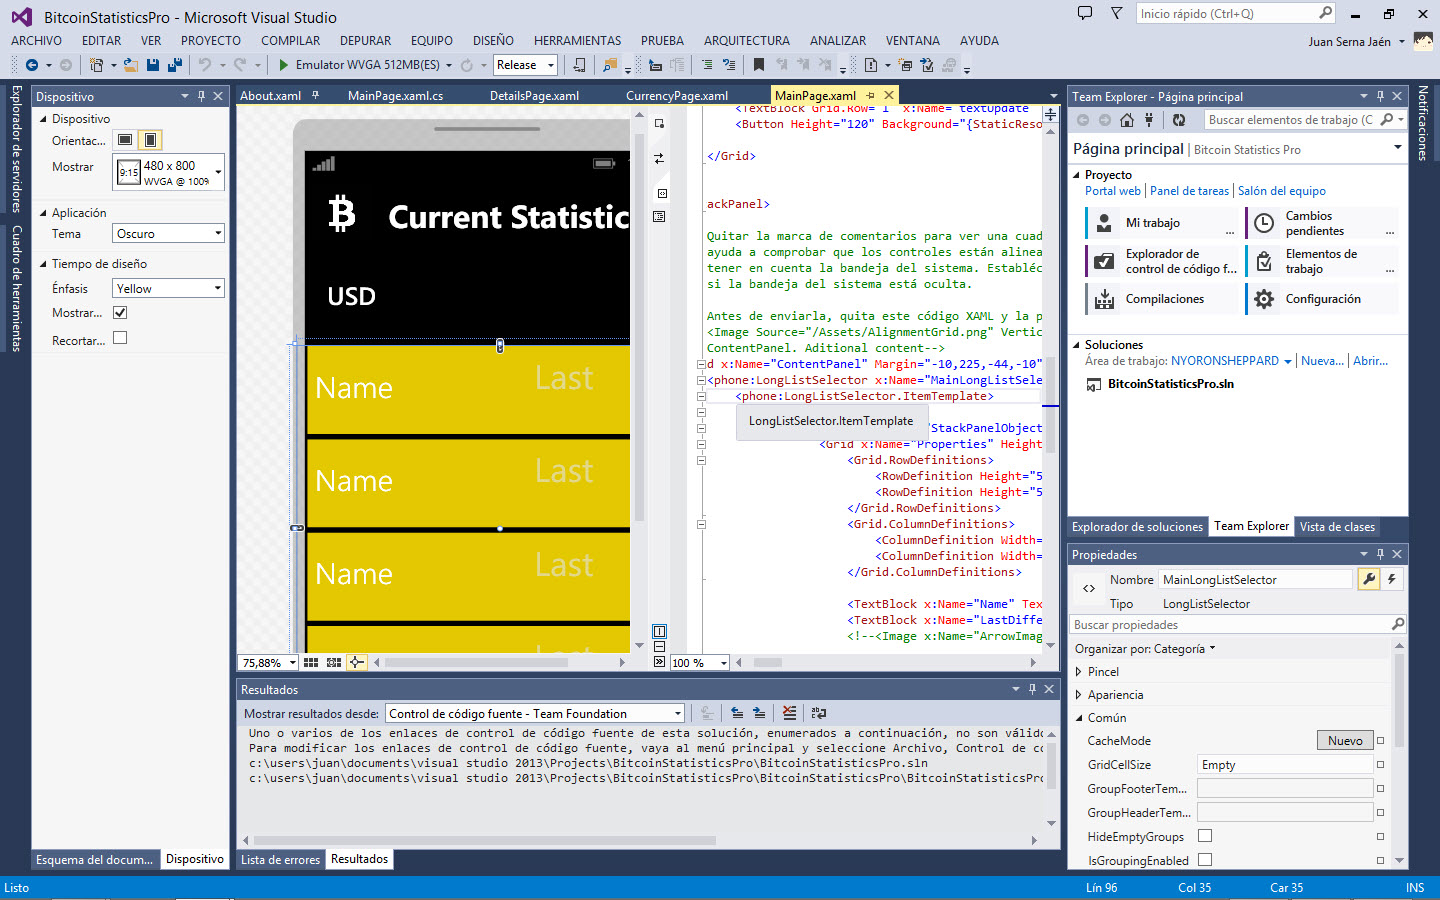 BitcoinStatisticsPro - Microsoft Visual Studio
Inicio rápido (Ctrl+Q)
ARCHIVO EDITAR VER PROYECTO COMPILAR DEPURAR EQUIPO DISEÑO HERRAMIENTAS PRUEBA ARQUITECTURA ANALIZAR VENTANA AYUDA
Juan Serna Jaén
Emulator WVGA 512MB(ES)
Release
Explorador de servidores
Cuadro de herramientas
Dispositivo
Dispositivo
Orientac...
Mostrar
9:15
480 x 800
WVGA @ 100%
Aplicación
Tema
Oscuro
Tiempo de diseño
Énfasis
Yellow
Mostrar...
Recortar...
Esquema del docum...
Dispositivo
About.xaml
MainPage.xaml.cs
DetailsPage.xaml
CurrencyPage.xaml
MainPage.xaml
Current Statistic
USD
Name
Last
Name
Last
Name
Last
Last
75,88%
<TextBlock Grid.Row="1" x:Name="textUpdate"
<Button Height="120" Background="{StaticReso
</Grid>
ackPanel>
Quitar la marca de comentarios para ver una cuad
ayuda a comprobar que los controles están alinea
tener en cuenta la bandeja del sistema. Establéc
si la bandeja del sistema está oculta.
Antes de enviarla, quita este código XAML y la p
<Image Source="/Assets/AlignmentGrid.png" Vertic
ContentPanel. Aditional content-->
d x:Name="ContentPanel" Margin="-10,225,-44,-10"
<phone:LongListSelector x:Name="MainLongListSele
<phone:LongListSelector.ItemTemplate>
LongListSelector.ItemTemplate
"StackPanelObject
<Grid x:Name="Properties" Height
<Grid.RowDefinitions>
<RowDefinition Height="5
<RowDefinition Height="5
</Grid.RowDefinitions>
<Grid.ColumnDefinitions>
<ColumnDefinition Width=
<ColumnDefinition Width=
</Grid.ColumnDefinitions>
<TextBlock x:Name="Name" Tex
<TextBlock x:Name="LastDiffe
<!--<Image x:Name="ArrowImag
100 %
Resultados
Mostrar resultados desde:
Control de código fuente - Team Foundation
Uno o varios de los enlaces de control de código fuente de esta solución, enumerados a continuación, no son válido
Para modificar los enlaces de control de código fuente, vaya al menú principal y seleccione Archivo, Control de co
c:\users\juan\documents\visual studio 2013\Projects\BitcoinStatisticsPro\BitcoinStatisticsPro.sln
c:\users\juan\documents\visual studio 2013\Projects\BitcoinStatisticsPro\BitcoinStatisticsPro\BitcoinStatisticsPro
Lista de errores
Resultados
Team Explorer - Página principal
Buscar elementos de trabajo (C
Página principal | Bitcoin Statistics Pro
Proyecto
Portal web | Panel de tareas | Salón del equipo
Mi trabajo
...
Cambios
pendientes
...
Explorador de
control de código f...
Elementos de
trabajo
...
Compilaciones
Configuración
Soluciones
Área de trabajo: NYORONSHEPPARD | Nueva... | Abrir...
BitcoinStatisticsPro.sln
Explorador de soluciones
Team Explorer
Vista de clases
Propiedades
Nombre
MainLongListSelector
Tipo
LongListSelector
Buscar propiedades
Organizar por: Categoría
Pincel
Apariencia
Común
CacheMode
Nuevo
GridCellSize
Empty
GroupFooterTem...
GroupHeaderTem...
HideEmptyGroups
IsGroupingEnabled
Notificaciones
Listo
Lín 96
Col 35
Car 35
INS